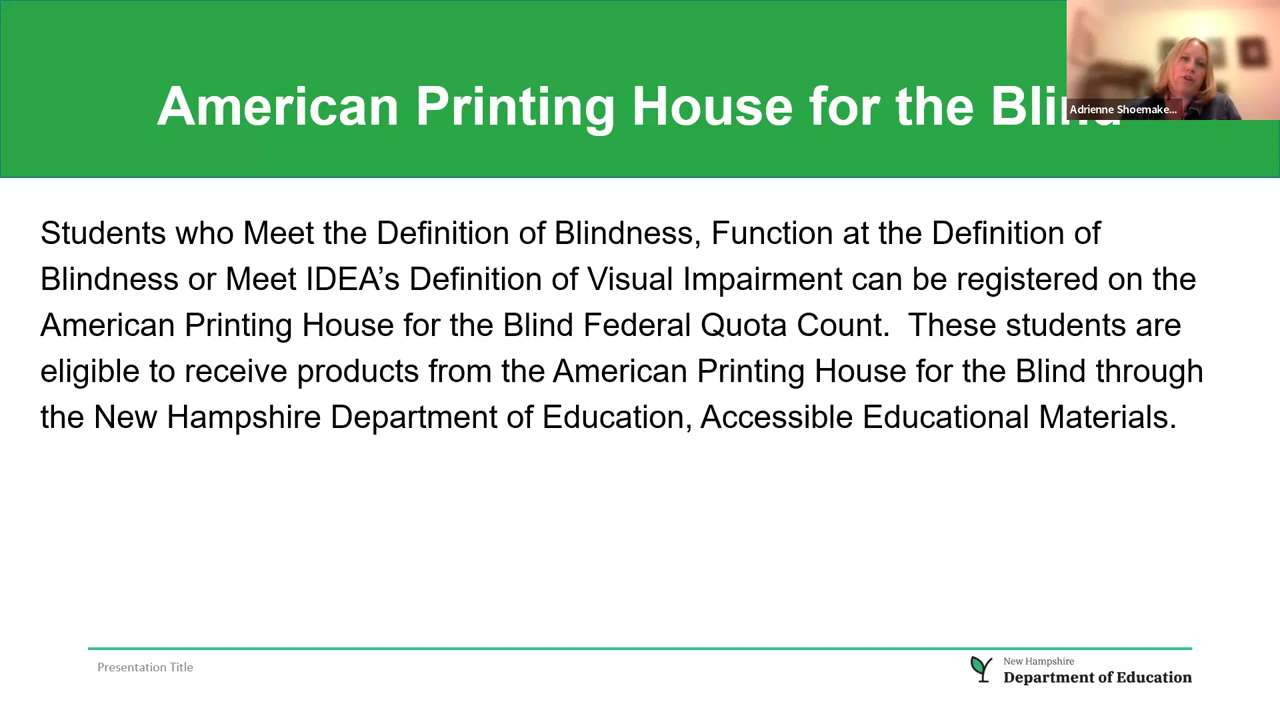 American Printing House for the Blind
Adrienne Shoemake...
Students who Meet the Definition of Blindness, Function at the Definition of
Blindness or Meet IDEA’s Definition of Visual Impairment can be registered on the
American Printing House for the Blind Federal Quota Count.  These students are
eligible to receive products from the American Printing House for the Blind through
the New Hampshire Department of Education, Accessible Educational Materials.
Presentation Title
New Hampshire
Department of Education